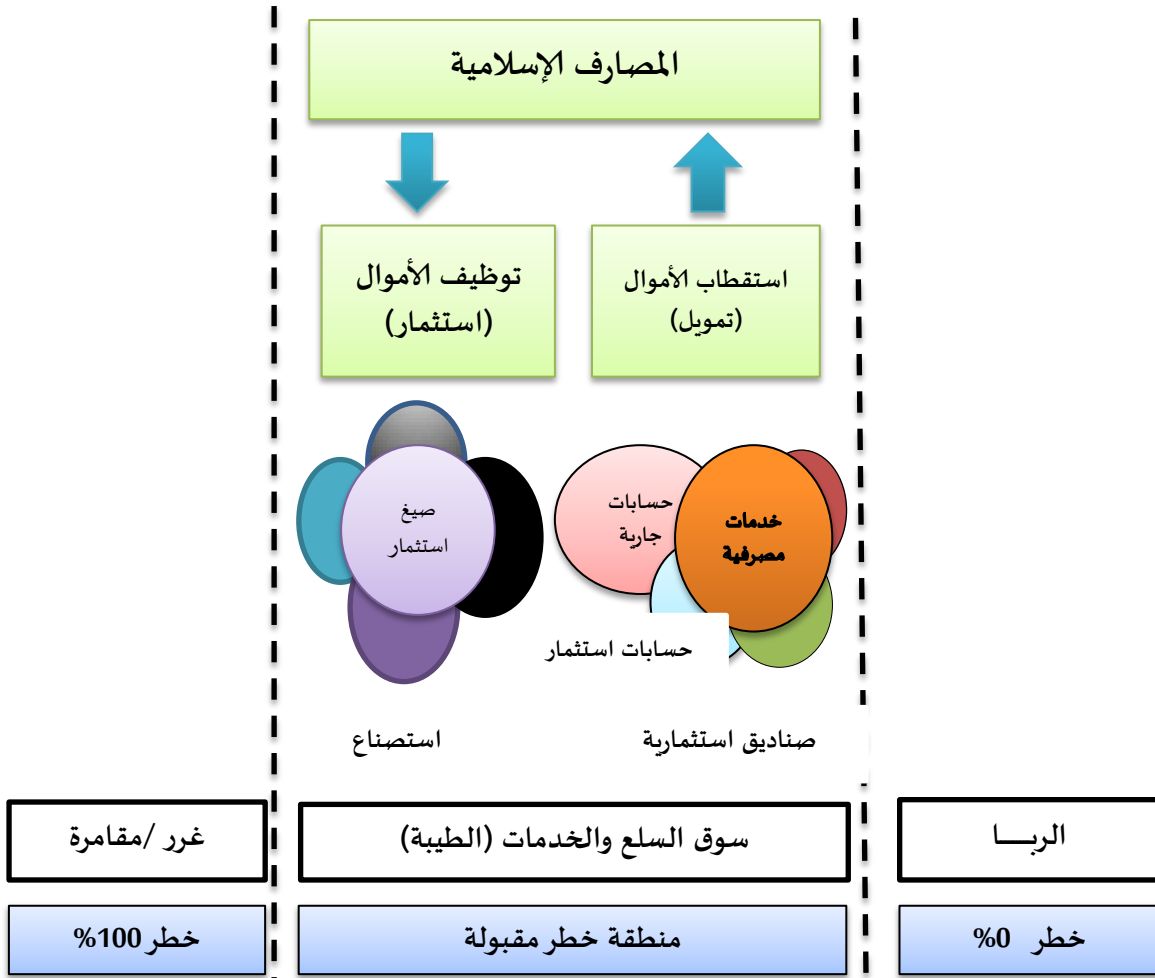 المصارف الإسلامية
استقطاب الأموال
(تمويل)
توظيف الأموال
(استثمار)
خدمات
مصرفية
حسابات
جارية
صيغ
استثمار
حسابات استثمار
صناديق استثمارية
استصناع
الربـــا
سوق السلع والخدمات (الطيبة)
غرر /مقامرة
خطر 0%
منطقة خطر مقبولة
خطر 100%